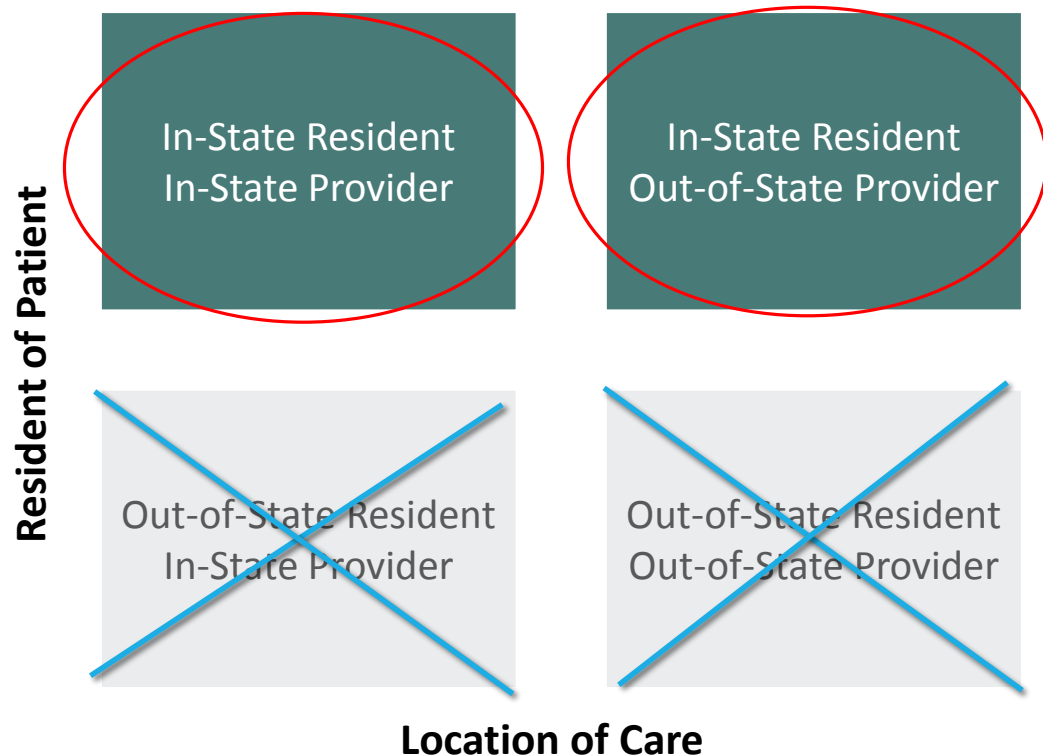 In-State Resident
In-State Provider
In-State Resident
Out-of-State Provider
Resident of Patient
Out-of-State Resident
In-State Provider
Out-of-State Resident
Out-of-State Provider
Location of Care